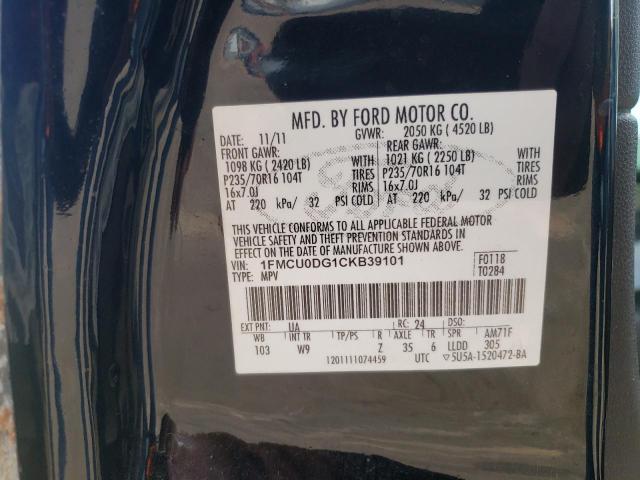 MFD. BY FORD MOTOR CO.
DATE: 11/11 GVWR: 2050 KG ( 4520 LB)
FRONT GAWR: REAR GAWR:
1098 KG ( 2420 LB) WITH 1021 KG ( 2250 LB) WITH
P235/70R16 104T TIRES P235/70R16 104T TIRES
16x7.0J RIMS 16x7.0J RIMS
AT 220 kPa/ 32 PSI COLD AT 220 kPa/ 32 PSI COLD
THIS VEHICLE CONFORMS TO ALL APPLICABLE FEDERAL MOTOR
VEHICLE SAFETY AND THEFT PREVENTION STANDARDS IN
EFFECT ON THE DATE OF MANUFACTURE SHOWN ABOVE.
VIN: 1FMCU0DG1CKB39101 F0118
TYPE: MPV T0284
EXT PNT: UA RC: 24 DSO:
WB INT TR TP/PS R AXLE TR SPR AM71F
103 W9 Z 35 6 LLDD 305
1201111074459 UTC ▽5U5A-1520472-BA